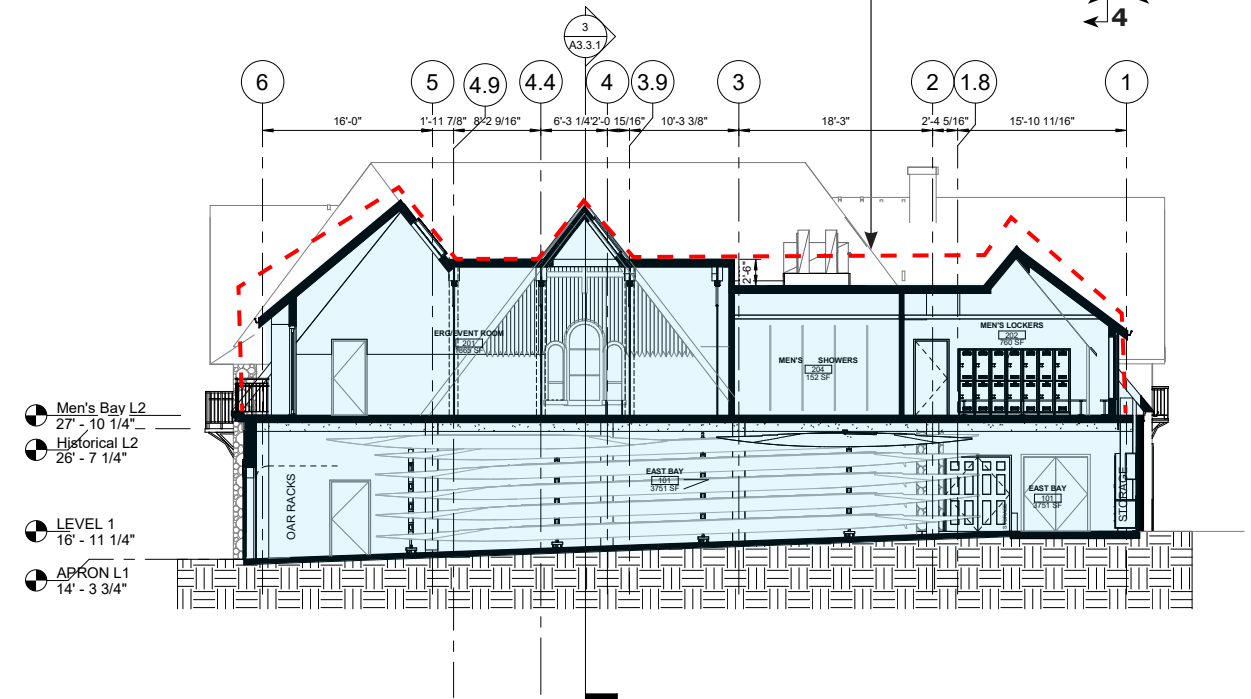 4
3
A3.3.1
6
5
4.9
4.4
4
3.9
3
2
1.8
1
16'-0"
1'-11 7/8"
8'-2 9/16"
6'-3 1/4"
2'-0 15/16"
10'-3 3/8"
18'-3"
2'-4 5/16"
15'-10 11/16"
2'-6"
ERG/EVENT ROOM
201
MEN'S SHOWERS
204
152 SF
MEN'S LOCKERS
202
760 SF
Men's Bay L2
27' - 10 1/4"
Historical L2
26' - 7 1/4"
OAR RACKS
EAST BAY
101
3751 SF
EAST BAY
101
3751 SF
STORAGE
LEVEL 1
16' - 11 1/4"
APRON L1
14' - 3 3/4"